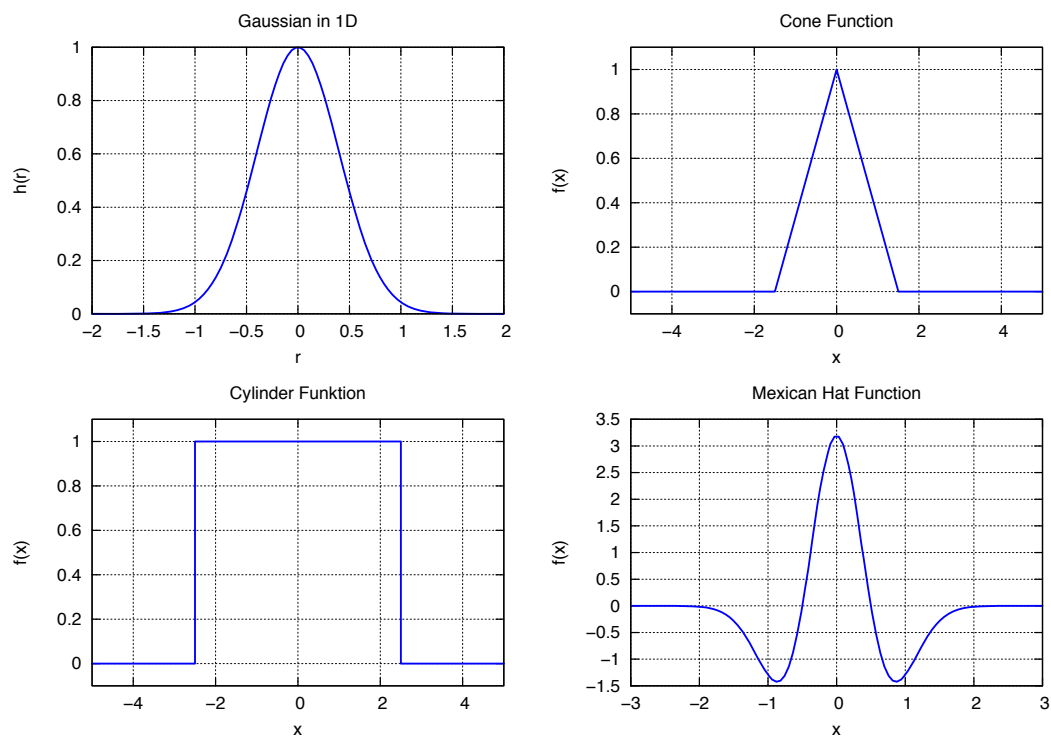 Gaussian in 1D
1
0.8
0.6
0.4
0.2
0
h(r)
−2 −1.5 −1 −0.5 0 0.5 1 1.5 2
r
Cone Function
1
0.8
0.6
0.4
0.2
0
f(x)
−4 −2 0 2 4
x
Cylinder Funktion
1
0.8
0.6
0.4
0.2
0
f(x)
−4 −2 0 2 4
x
Mexican Hat Function
3.5
3
2.5
2
1.5
1
0.5
0
−0.5
−1
−1.5
f(x)
−3 −2 −1 0 1 2 3
x